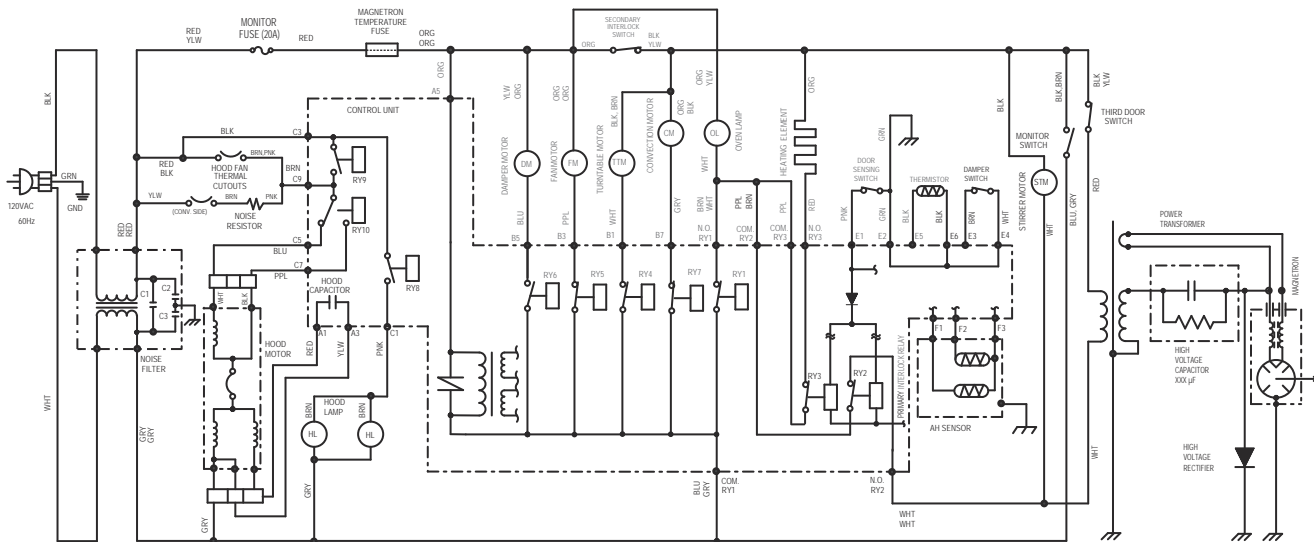 MONITOR
FUSE (20A)
RED
YLW
RED
MAGNETRON
TEMPERATURE
FUSE
ORG
ORG
SECONDARY
INTERLOCK
SWITCH
ORG
BLK
YLW
BLK
GRN
GND
120VAC
60Hz
WHT
RED
BLK
YLW
BLK
HOOD FAN
THERMAL
CUTOUTS
BRN,PNK
(CONV. SIDE)
BRN
PNK
NOISE
RESISTOR
BRN
C3
C9
C5
BLU
C7
PPL
CONTROL UNIT
A5
ORG
RY9
RY10
RY8
HOOD
CAPACITOR
A1
A3
C1
RED
YLW
PNK
RED
RED
C1
C2
C3
NOISE
FILTER
GRY
GRY
WHT
BLK
HOOD
MOTOR
GRY
HOOD
LAMP
BRN
BRN
HL
HL
GRY
YLW
ORG
DAMPER MOTOR
DM
BLU
B5
RY6
ORG
ORG
FAN MOTOR
FM
PPL
B3
RY5
BLK, BRN
TURNTABLE MOTOR
TTM
WHT
B1
RY4
ORG
BLK
CONVECTION MOTOR
CM
GRY
B7
RY7
ORG
YLW
OVEN LAMP
OL
WHT
BRN
WHT
N.O.
RY1
RY1
PPL
BRN
COM.
RY2
PPL
COM.
RY3
ORG
HEATING ELEMENT
RED
N.O.
RY3
DOOR
SENSING
SWITCH
PNK
E1
GRN
GRN
E2
THERMISTOR
BLK
BLK
E5
E6
DAMPER
SWITCH
BRN
WHT
E3
E4
BLK
MONITOR
SWITCH
STIRRER MOTOR
STM
WHT
BLK,BRN
BLU, GRY
BLK
YLW
THIRD DOOR
SWITCH
RED
WHT
POWER
TRANSFORMER
MAGNETRON
HIGH
VOLTAGE
CAPACITOR
XXX µF
HIGH
VOLTAGE
RECTIFIER
RY3
RY2
PRIMARY INTERLOCK RELAY
F1
F2
F3
AH SENSOR
BLU
GRY
COM.
RY1
N.O.
RY2
WHT
WHT